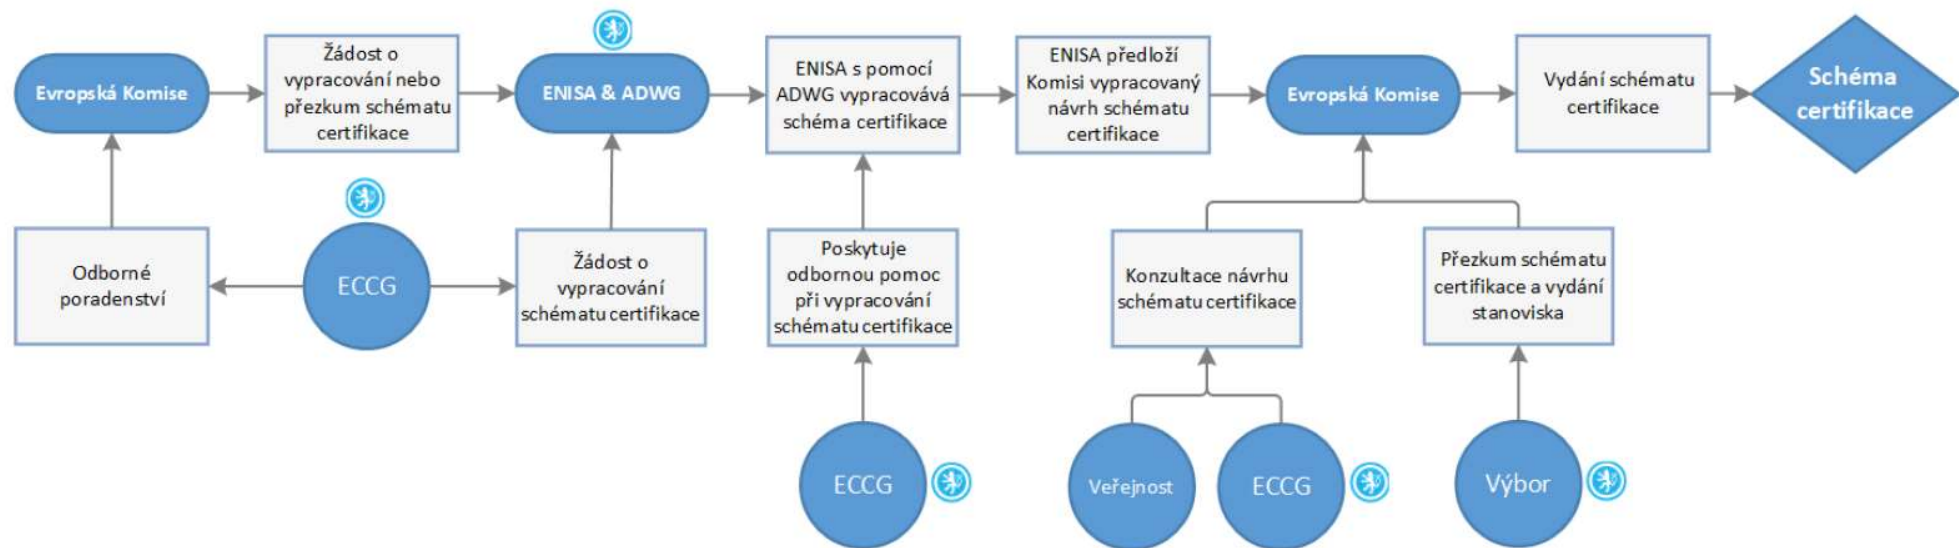 Evropská Komise
Žádost o
vypracování nebo
přezkum schématu
certifikace
ENISA & ADWG
ENISA s pomocí
ADWG vypracovává
schéma certifikace
ENISA předloží
Komisi vypracovaný
návrh schématu
certifikace
Evropská Komise
Vydání schématu
certifikace
Schéma
certifikace
Odborné
poradenství
ECCG
Žádost o
vypracování
schématu certifikace
Poskytuje
odbornou pomoc
při vypracování
schématu certifikace
Konzultace návrhu
schématu certifikace
Přezkum schématu
certifikace a vydání
stanoviska
ECCG
Veřejnost
ECCG
Výbor